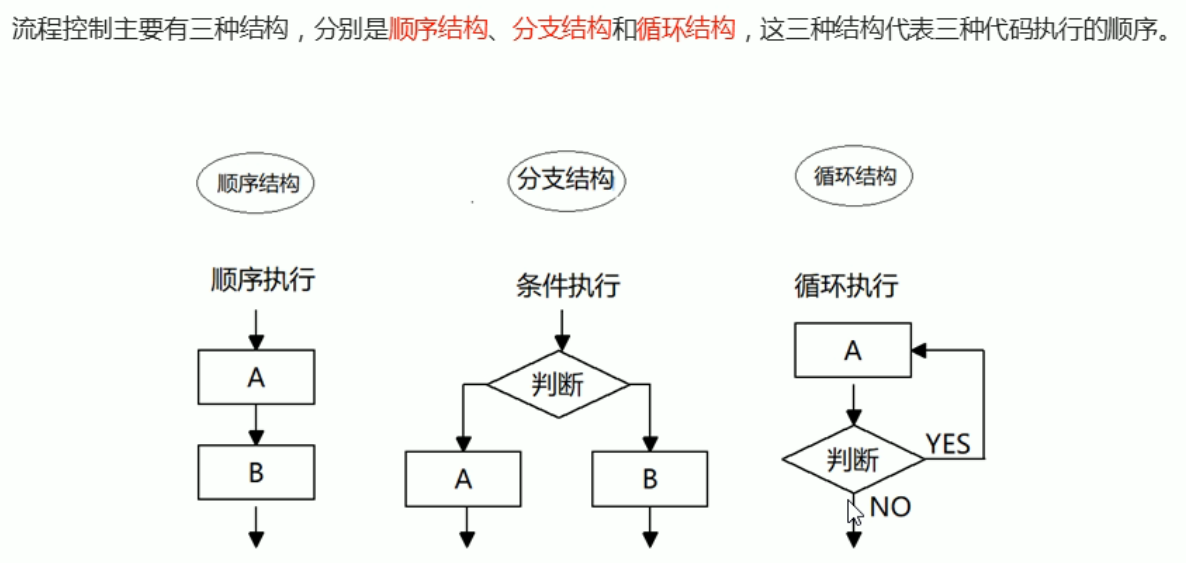 流程控制主要有三种结构，分别是顺序结构、分支结构和循环结构，这三种结构代表三种代码执行的顺序。
顺序结构
分支结构
循环结构
顺序执行
条件执行
循环执行
A
B
判断
A
B
A
判断
YES
NO